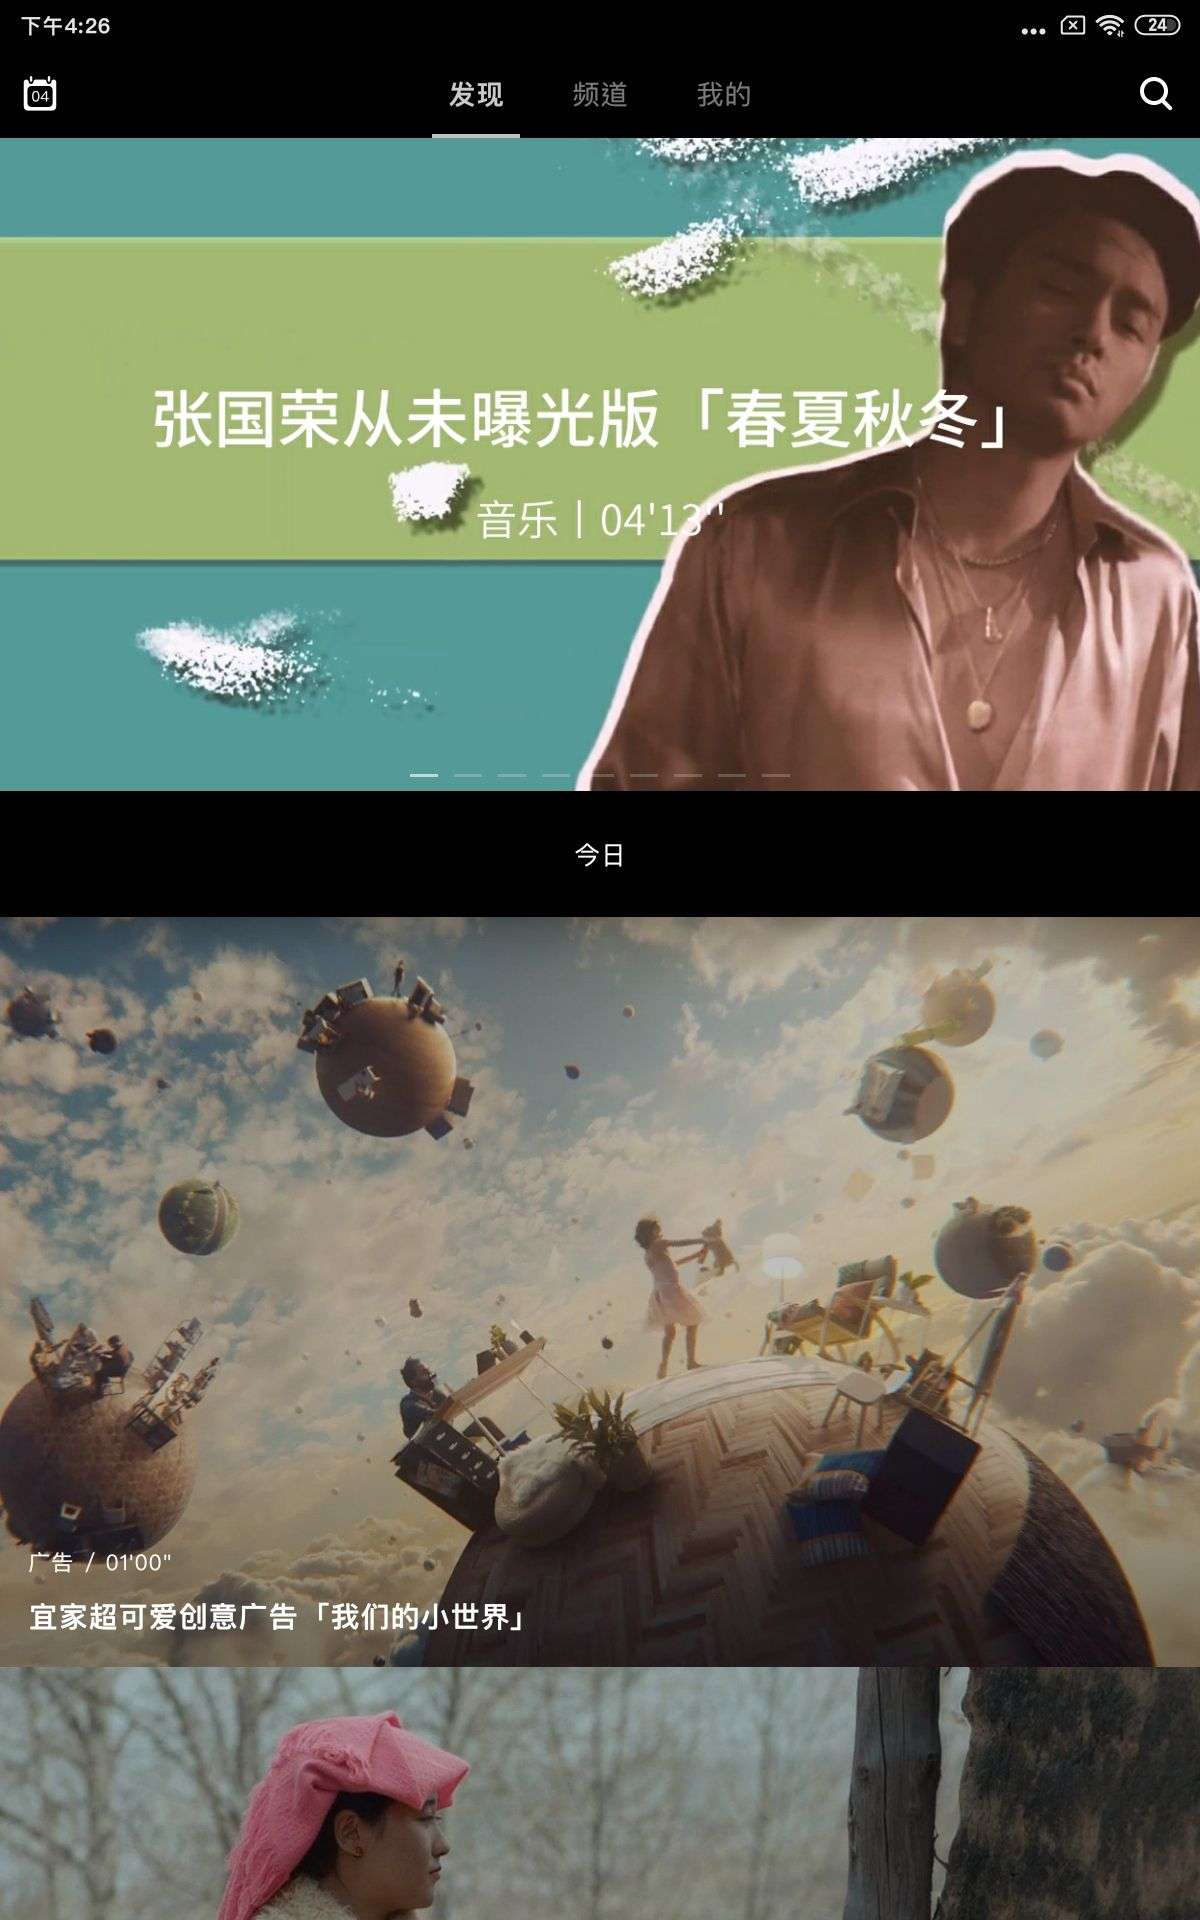 下午4:26
24
04
发现
频道
我的
张国荣从未曝光版「春夏秋冬」
音乐｜04'13''
今日
广告 / 01'00"
宜家超可爱创意广告「我们的小世界」